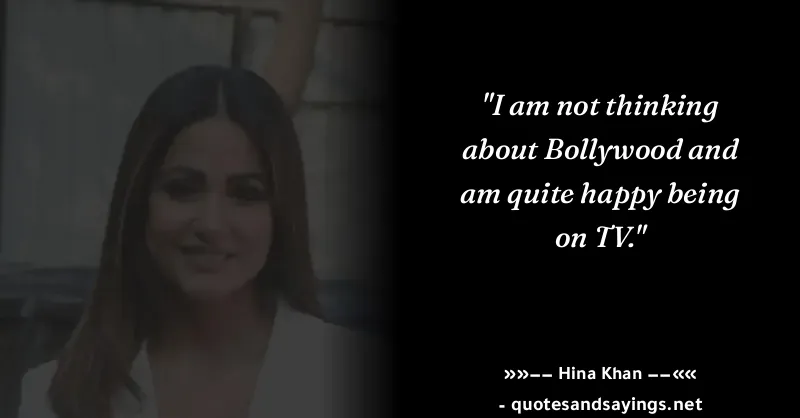 "I am not thinking
about Bollywood and
am quite happy being
on TV."
»»−− Hina Khan −−««
- quotesandsayings.net